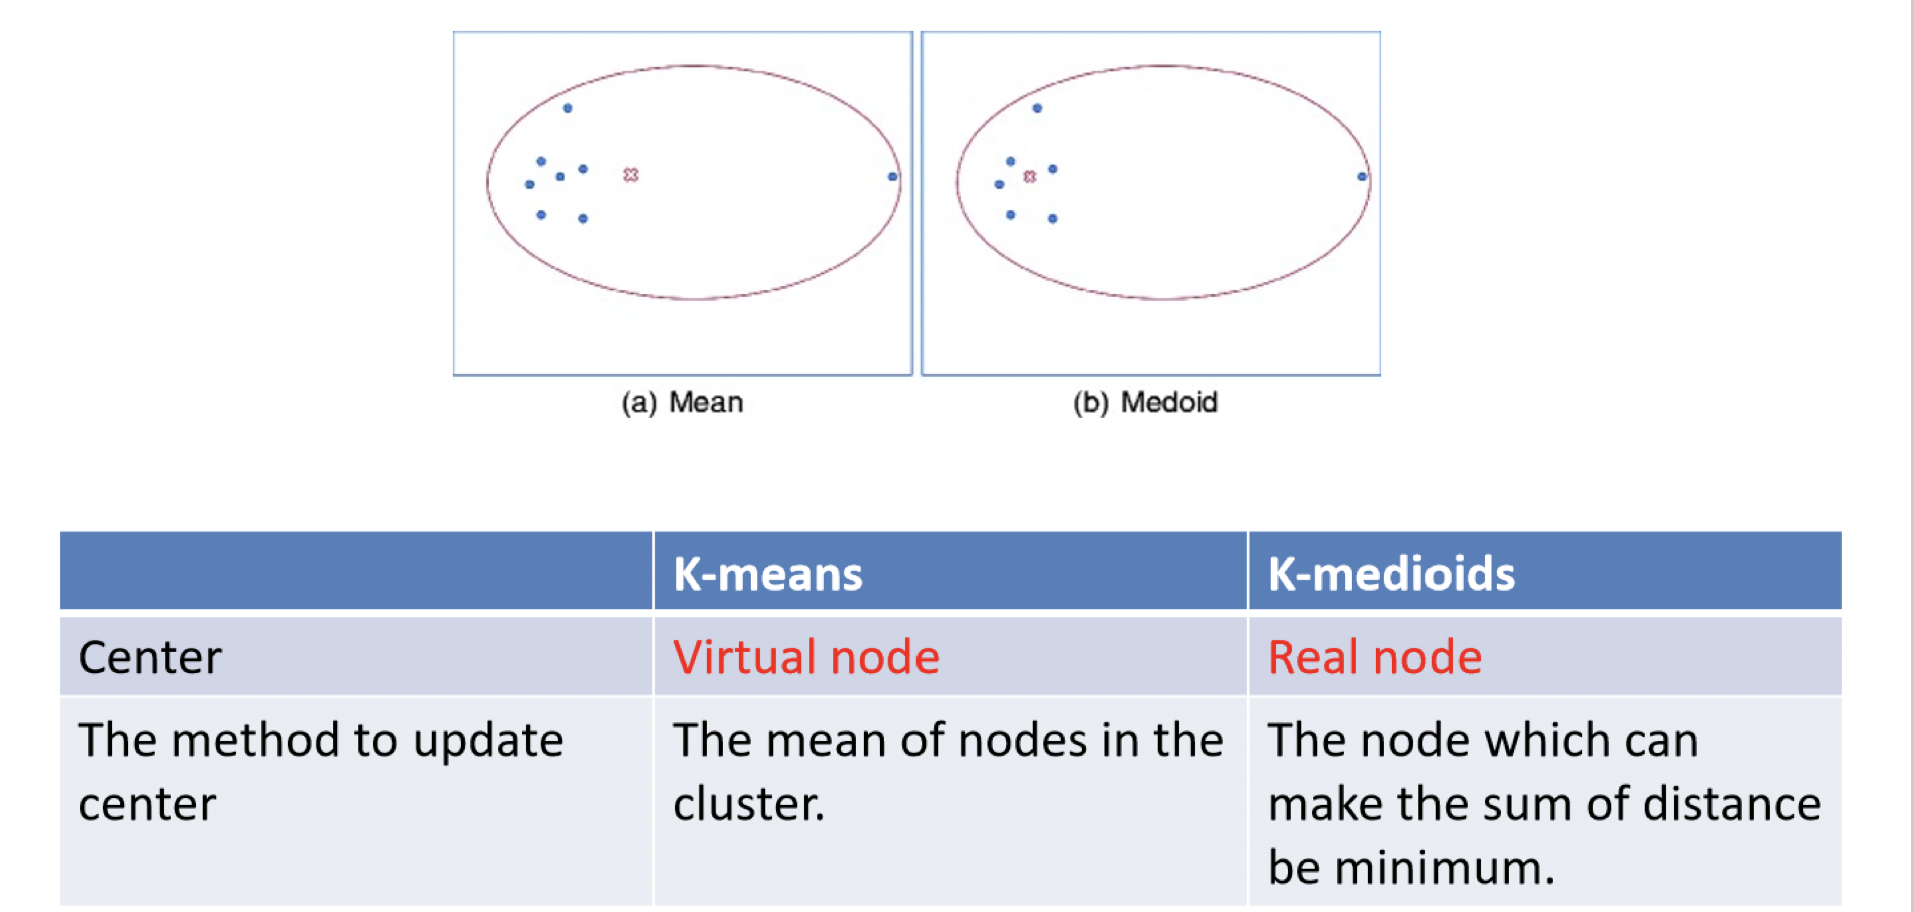 (a) Mean
(b) Medoid
K-means
K-medioids
Center
Virtual node
Real node
The method to update
center
The mean of nodes in the
cluster.
The node which can
make the sum of distance
be minimum.